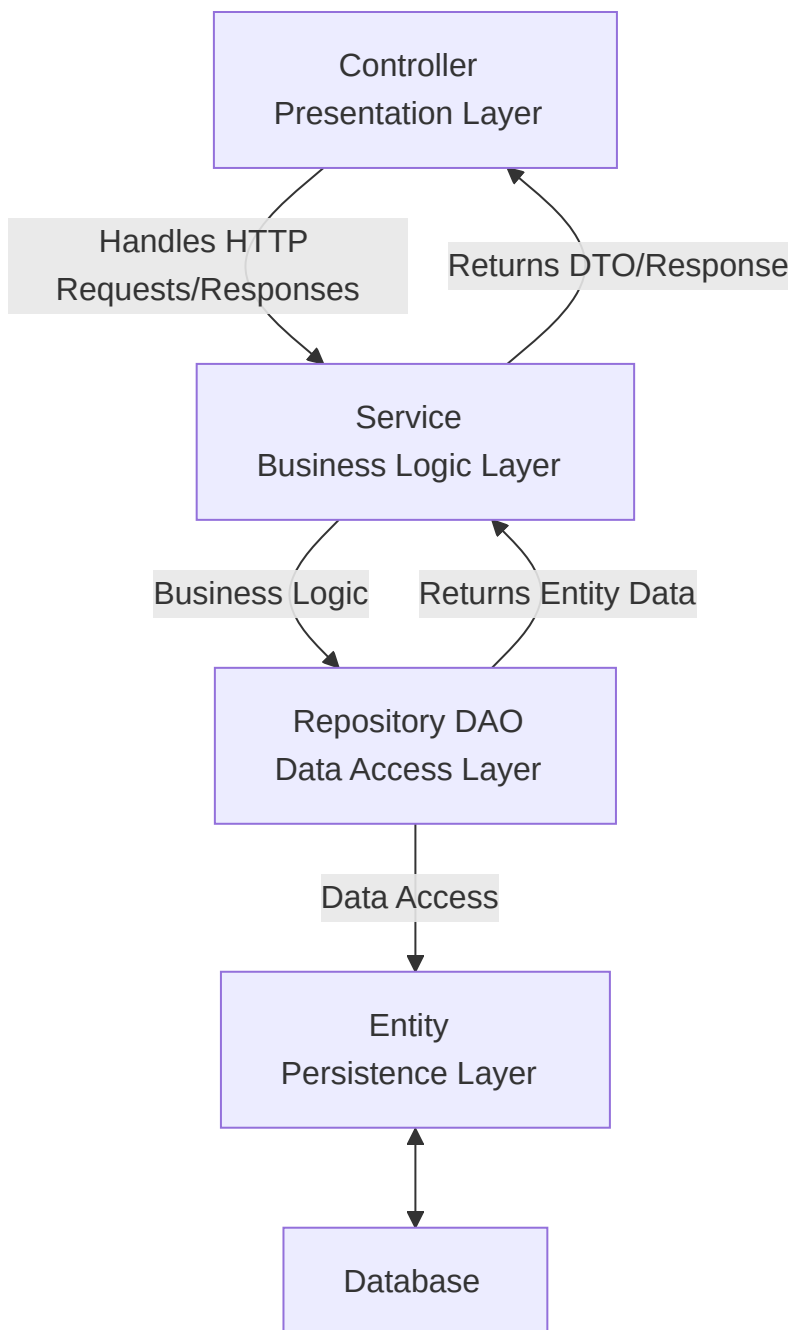 Controller
Presentation Layer
Handles HTTP
Requests/Responses
Returns DTO/Response
Service
Business Logic Layer
Business Logic
Returns Entity Data
Repository DAO
Data Access Layer
Data Access
Entity
Persistence Layer
Database